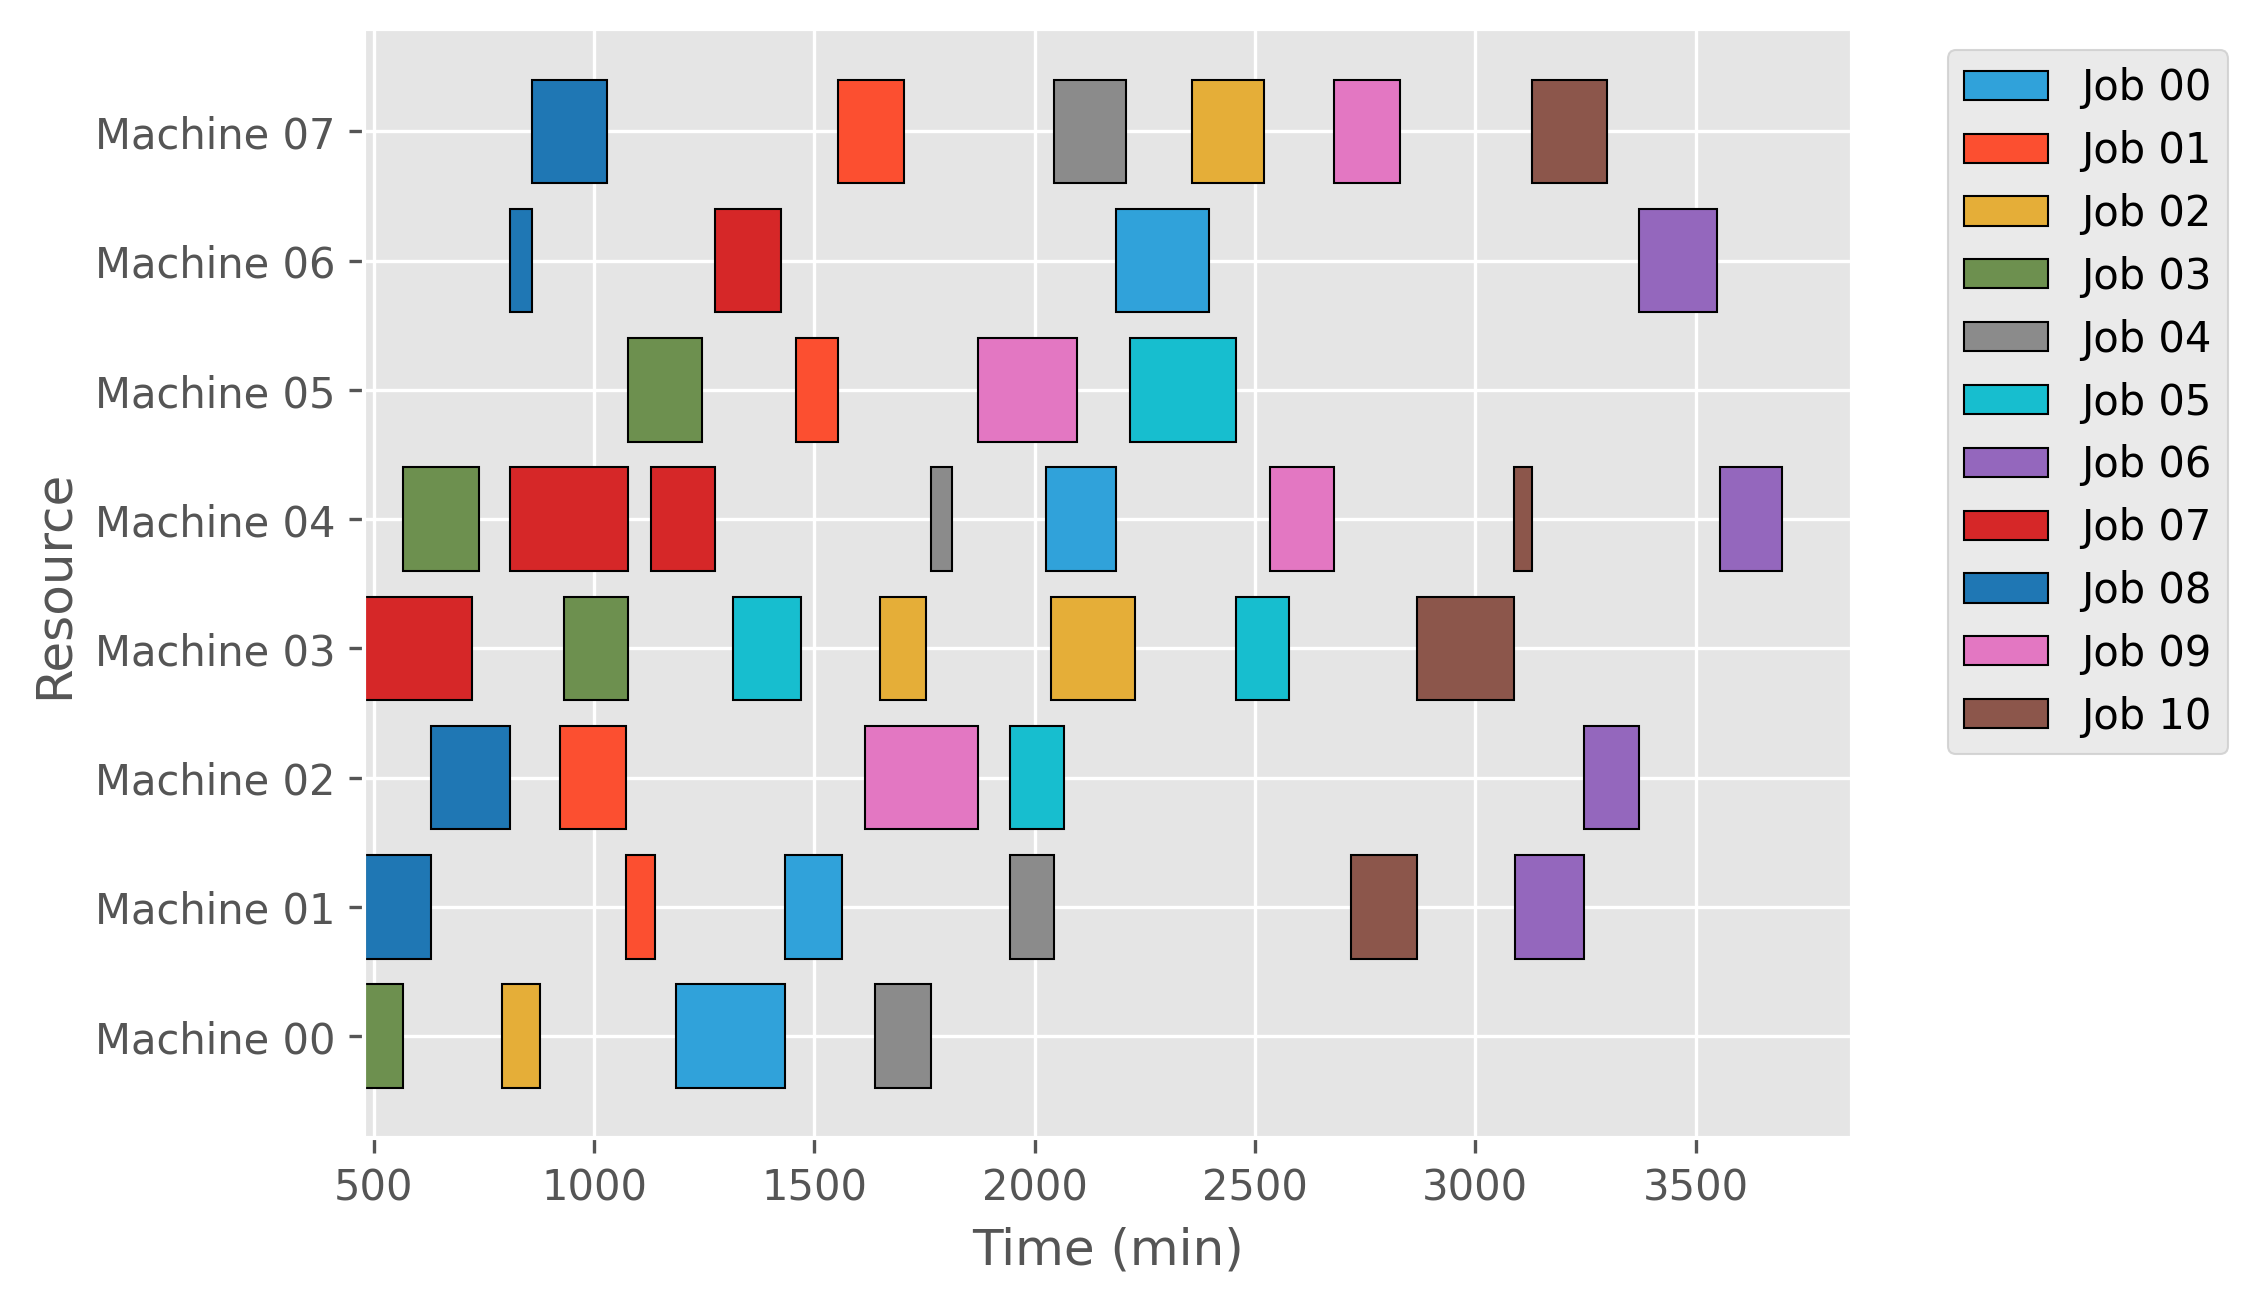 Machine 07
Machine 06
Machine 05
Machine 04
Machine 03
Machine 02
Machine 01
Machine 00
Resource
500 1000 1500 2000 2500 3000 3500
Time (min)
Job 00
Job 01
Job 02
Job 03
Job 04
Job 05
Job 06
Job 07
Job 08
Job 09
Job 10